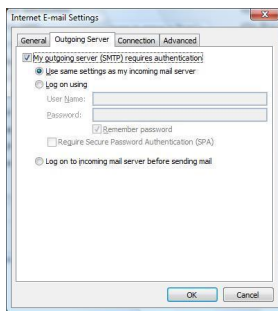 Internet E-mail Settings
General Outgoing Server Connection Advanced
My outgoing server (SMTP) requires authentication
Use same settings as my incoming mail server
Log on using
User Name:
Password:
Remember password
Require Secure Password Authentication (SPA)
Log on to incoming mail server before sending mail
OK Cancel